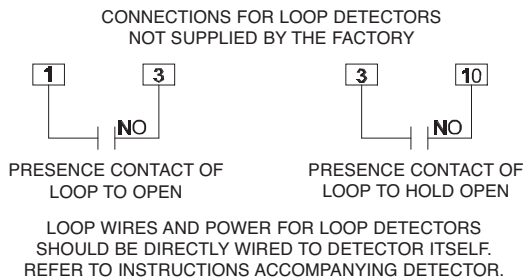 CONNECTIONS FOR LOOP DETECTORS
NOT SUPPLIED BY THE FACTORY
1 3 3 10
NO NO
PRESENCE CONTACT OF PRESENCE CONTACT OF
LOOP TO OPEN LOOP TO HOLD OPEN
LOOP WIRES AND POWER FOR LOOP DETECTORS
SHOULD BE DIRECTLY WIRED TO DETECTOR ITSELF.
REFER TO INSTRUCTIONS ACCOMPANYING DETECTOR.